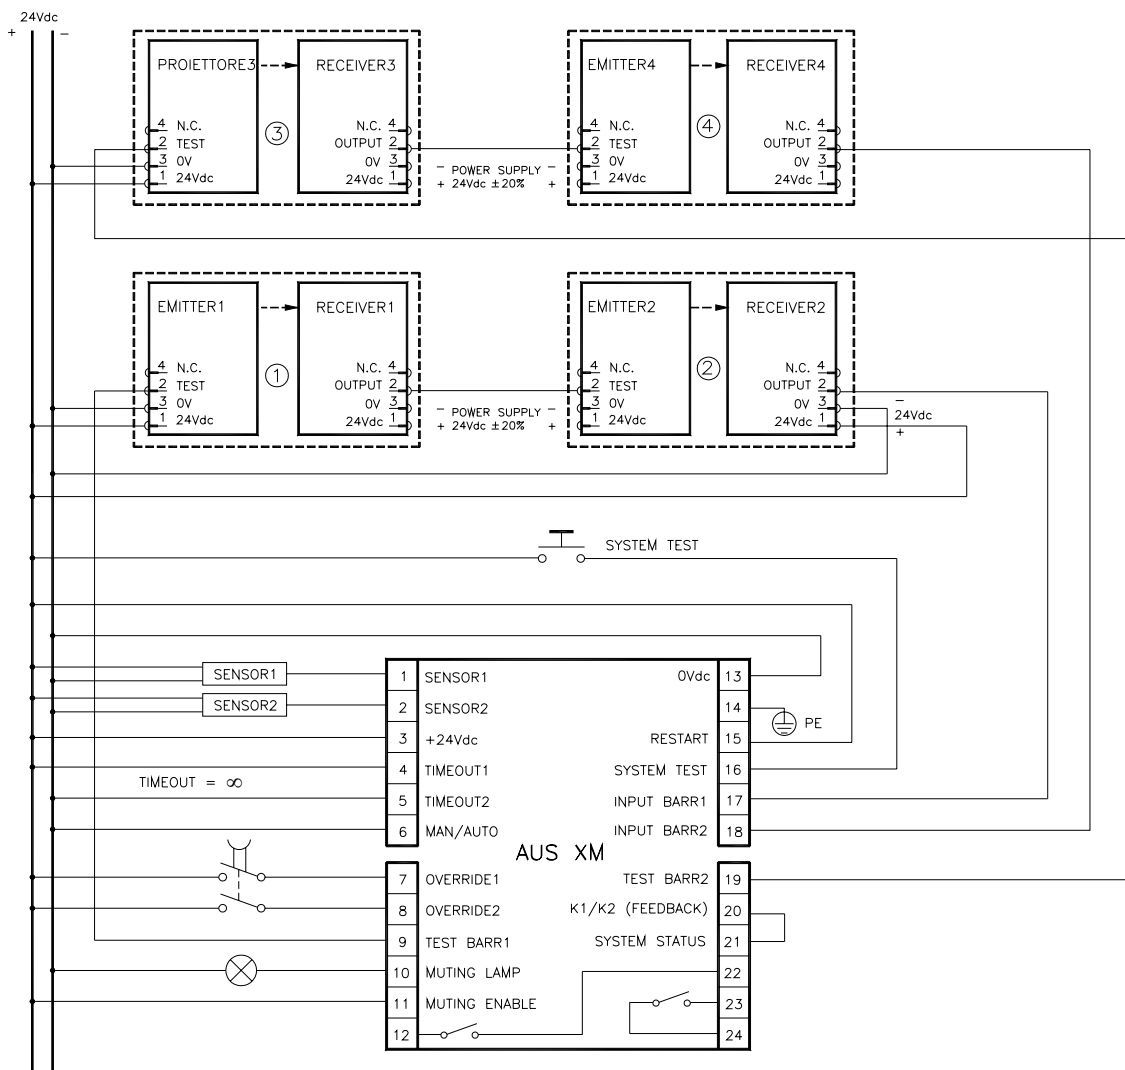 24Vdc
+ −
PROIETTORE3 RECEIVER3
4 N.C.
2 TEST
3 0V
1 24Vdc
3
N.C. 4
OUTPUT 2
0V 3
24Vdc 1
− POWER SUPPLY −
+ 24Vdc ±20% +
EMITTER4 RECEIVER4
4 N.C.
2 TEST
3 0V
1 24Vdc
4
N.C. 4
OUTPUT 2
0V 3
24Vdc 1
EMITTER1 RECEIVER1
4 N.C.
2 TEST
3 0V
1 24Vdc
1
N.C. 4
OUTPUT 2
0V 3
24Vdc 1
− POWER SUPPLY −
+ 24Vdc ±20% +
EMITTER2 RECEIVER2
4 N.C.
2 TEST
3 0V
1 24Vdc
2
N.C. 4
OUTPUT 2
0V 3
24Vdc 1
−
24Vdc
+
SYSTEM TEST
SENSOR1
SENSOR2
TIMEOUT = ∞
1 SENSOR1
2 SENSOR2
3 +24Vdc
4 TIMEOUT1
5 TIMEOUT2
6 MAN/AUTO
0Vdc 13
14
PE
RESTART 15
SYSTEM TEST 16
INPUT BARR1 17
INPUT BARR2 18
AUS XM
7 OVERRIDE1
8 OVERRIDE2
9 TEST BARR1
10 MUTING LAMP
11 MUTING ENABLE
12
TEST BARR2 19
K1/K2 (FEEDBACK) 20
SYSTEM STATUS 21
22
23
24